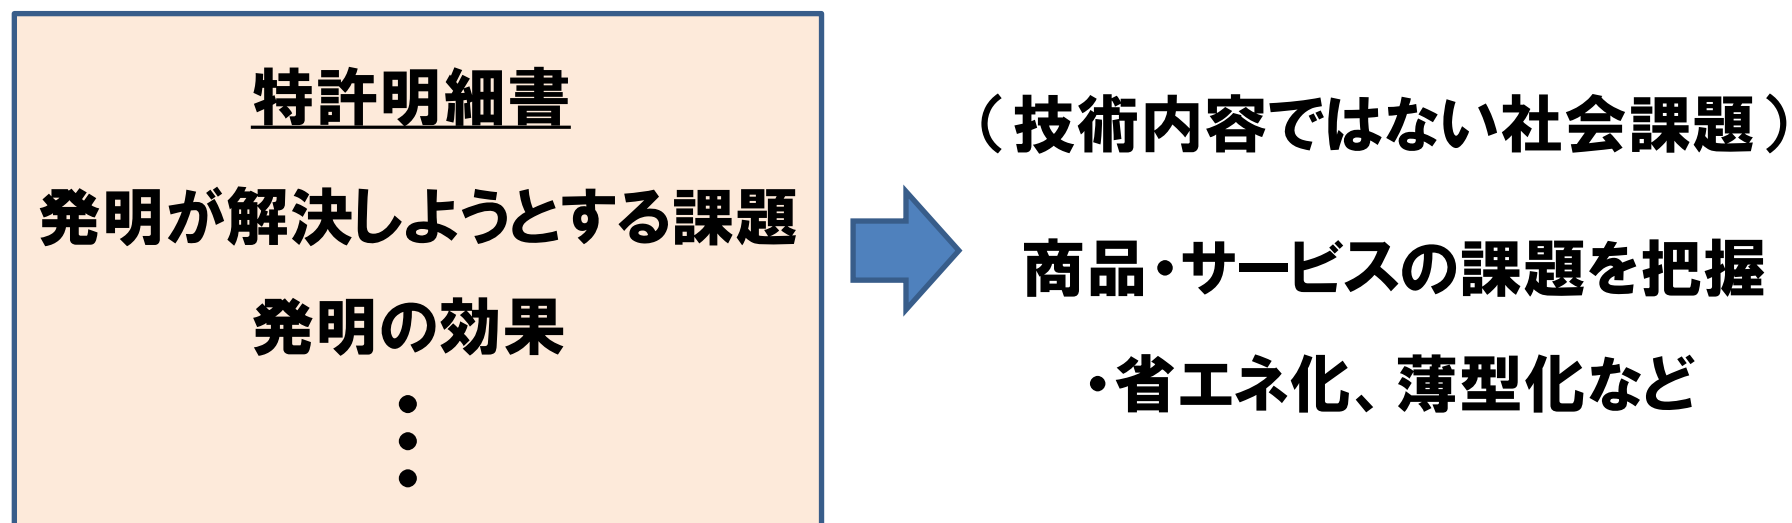 特許明細書
発明が解決しようとする課題
発明の効果
・
・
・
（技術内容ではない社会課題）
商品・サービスの課題を把握
・省エネ化、薄型化など